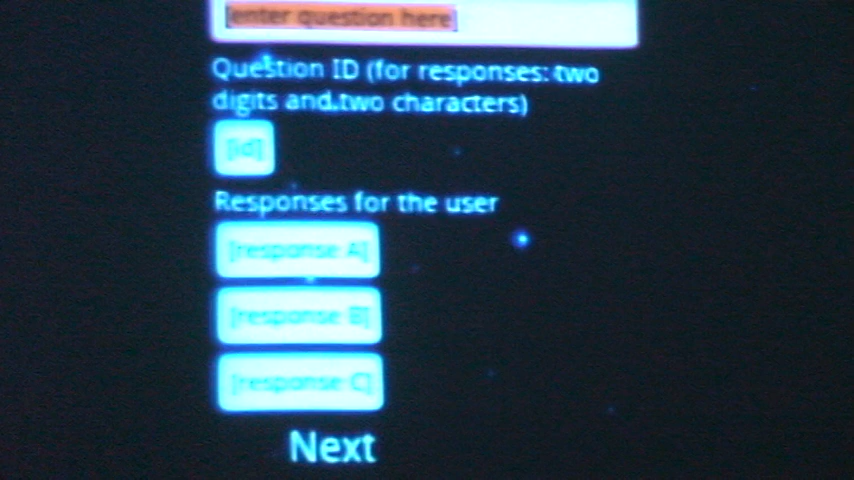 [enter question here]
Question ID (for responses: two
digits and two characters)
[id]
Responses for the user
[response A]
[response B]
[response C]
Next